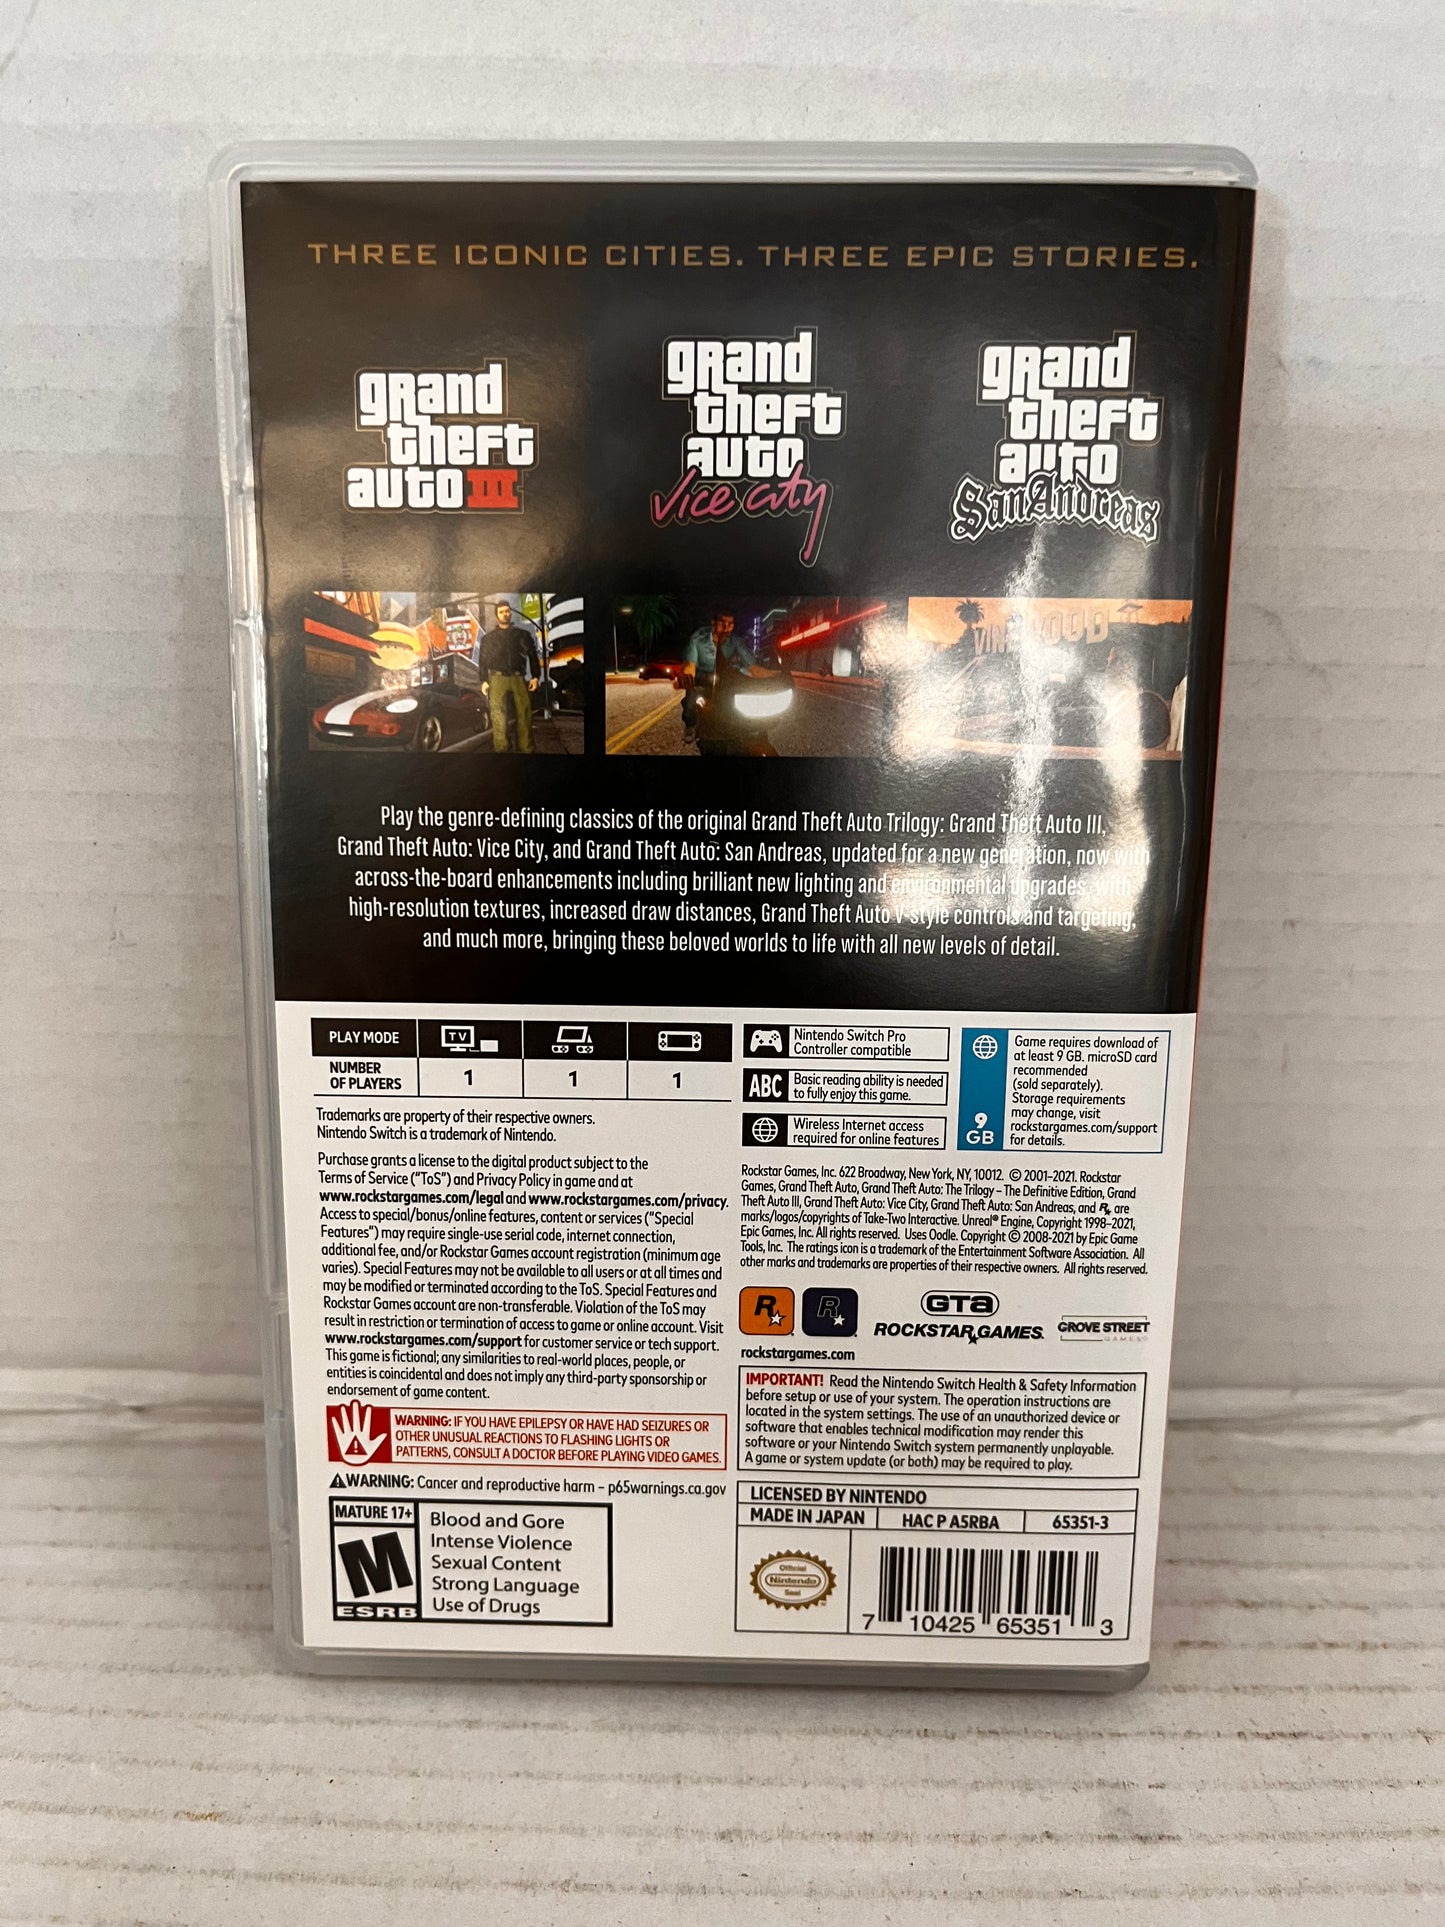 THREE ICONIC CITIES. THREE EPIC STORIES.
grand
theft
auto III
grand
theft
auto
Vice City
grand
theft
auto
San Andreas
Play the genre-defining classics of the original Grand Theft Auto Trilogy: Grand Theft Auto III,
Grand Theft Auto: Vice City, and Grand Theft Auto: San Andreas, updated for a new generation, now with
across-the-board enhancements including brilliant new lighting and environmental upgrades, with
high-resolution textures, increased draw distances, Grand Theft Auto V-style controls and targeting,
and much more, bringing these beloved worlds to life with all new levels of detail.
PLAY MODE
TV
NUMBER
OF PLAYERS
1
1
1
Nintendo Switch Pro
Controller compatible
ABC
Basic reading ability is needed
to fully enjoy this game.
Wireless Internet access
required for online features
9
GB
Game requires download of
at least 9 GB. microSD card
recommended
(sold separately).
Storage requirements
may change, visit
rockstargames.com/support
for details.
Trademarks are property of their respective owners.
Nintendo Switch is a trademark of Nintendo.
Purchase grants a license to the digital product subject to the
Terms of Service ("ToS") and Privacy Policy in game and at
www.rockstargames.com/legal and www.rockstargames.com/privacy.
Access to special/bonus/online features, content or services ("Special
Features") may require single-use serial code, internet connection,
additional fee, and/or Rockstar Games account registration (minimum age
varies). Special Features may not be available to all users or at all times and
may be modified or terminated according to the ToS. Special Features and
Rockstar Games account are non-transferable. Violation of the ToS may
result in restriction or termination of access to game or online account. Visit
www.rockstargames.com/support for customer service or tech support.
This game is fictional; any similarities to real-world places, people, or
entities is coincidental and does not imply any third-party sponsorship or
endorsement of game content.
WARNING: IF YOU HAVE EPILEPSY OR HAVE HAD SEIZURES OR
OTHER UNUSUAL REACTIONS TO FLASHING LIGHTS OR
PATTERNS, CONSULT A DOCTOR BEFORE PLAYING VIDEO GAMES.
WARNING: Cancer and reproductive harm – p65warnings.ca.gov
MATURE 17+
M
ESRB
Blood and Gore
Intense Violence
Sexual Content
Strong Language
Use of Drugs
Rockstar Games, Inc. 622 Broadway, New York, NY, 10012. © 2001-2021. Rockstar
Games, Grand Theft Auto, Grand Theft Auto: The Trilogy – The Definitive Edition, Grand
Theft Auto III, Grand Theft Auto: Vice City, Grand Theft Auto: San Andreas, and R★ are
marks/logos/copyrights of Take-Two Interactive. Unreal® Engine, Copyright 1998–2021,
Epic Games, Inc. All rights reserved. Uses Oodle. Copyright © 2008-2021 by Epic Game
Tools, Inc. The ratings icon is a trademark of the Entertainment Software Association. All
other marks and trademarks are properties of their respective owners. All rights reserved.
R★
R★
GTA
ROCKSTAR GAMES
GROVE STREET
GAMES
rockstargames.com
IMPORTANT! Read the Nintendo Switch Health & Safety Information
before setup or use of your system. The operation instructions are
located in the system settings. The use of an unauthorized device or
software that enables technical modification may render this
software or your Nintendo Switch system permanently unplayable.
A game or system update (or both) may be required to play.
LICENSED BY NINTENDO
MADE IN JAPAN
HAC P A5RBA
65351-3
Official
Nintendo
Seal
7 10425 65351 3